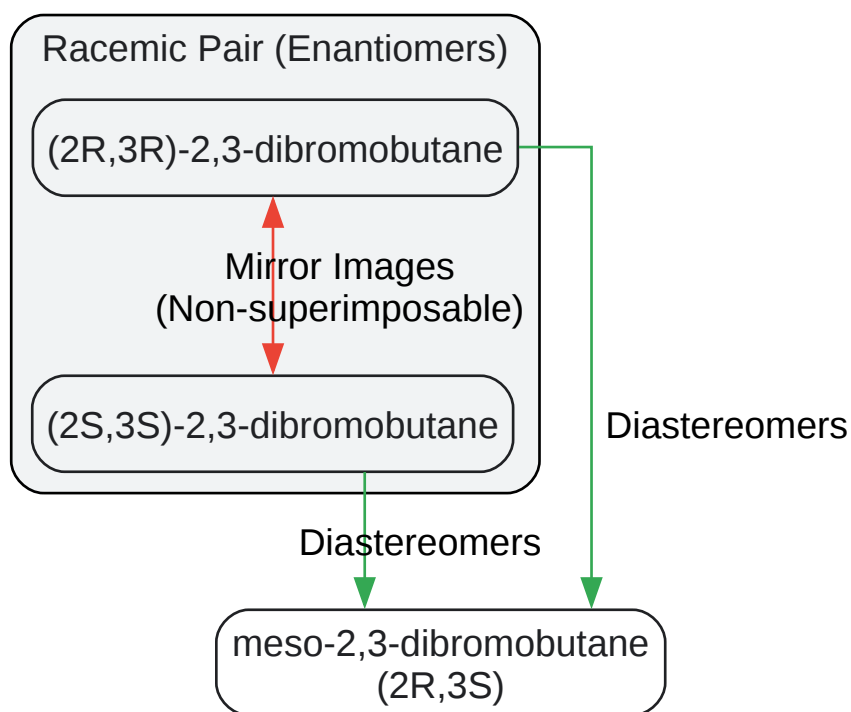 Racemic Pair (Enantiomers)
(2R,3R)-2,3-dibromobutane
Mirror Images
(Non-superimposable)
(2S,3S)-2,3-dibromobutane
Diastereomers
Diastereomers
meso-2,3-dibromobutane
(2R,3S)